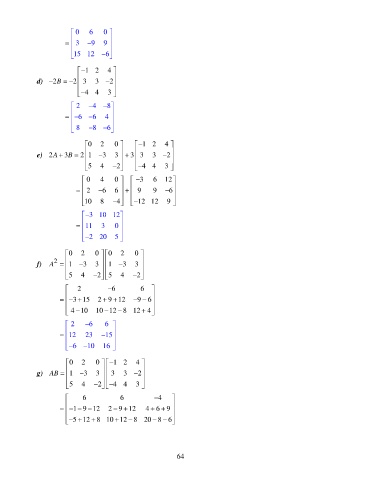 0 6 0
= 3 −9 9
15 12 −6
−1 2 4
d) −2B = −2 3 3 −2
−4 4 3
2 −4 −8
= −6 −6 4
8 −8 −6
0 2 0 −1 2 4
e) 2A + 3B = 2 1 −3 3 + 3 3 3 −2
5 4 −2 −4 4 3
0 4 0 −3 6 12
= 2 −6 6 + 9 9 −6
10 8 −4 −12 12 9
−3 10 12
= 11 3 0
−2 20 5
0 2 0 0 2 0
f) A² = 1 −3 3 1 −3 3
5 4 −2 5 4 −2
2 −6 6
= −3+15 2+9+12 −9−6
4−10 10−12−8 12+4
2 −6 6
= 12 23 −15
−6 −10 16
0 2 0 −1 2 4
g) AB = 1 −3 3 3 3 −2
5 4 −2 −4 4 3
6 6 −4
= −1−9−12 2−9+12 4+6+9
−5+12+8 10+12−8 20−8−6
64